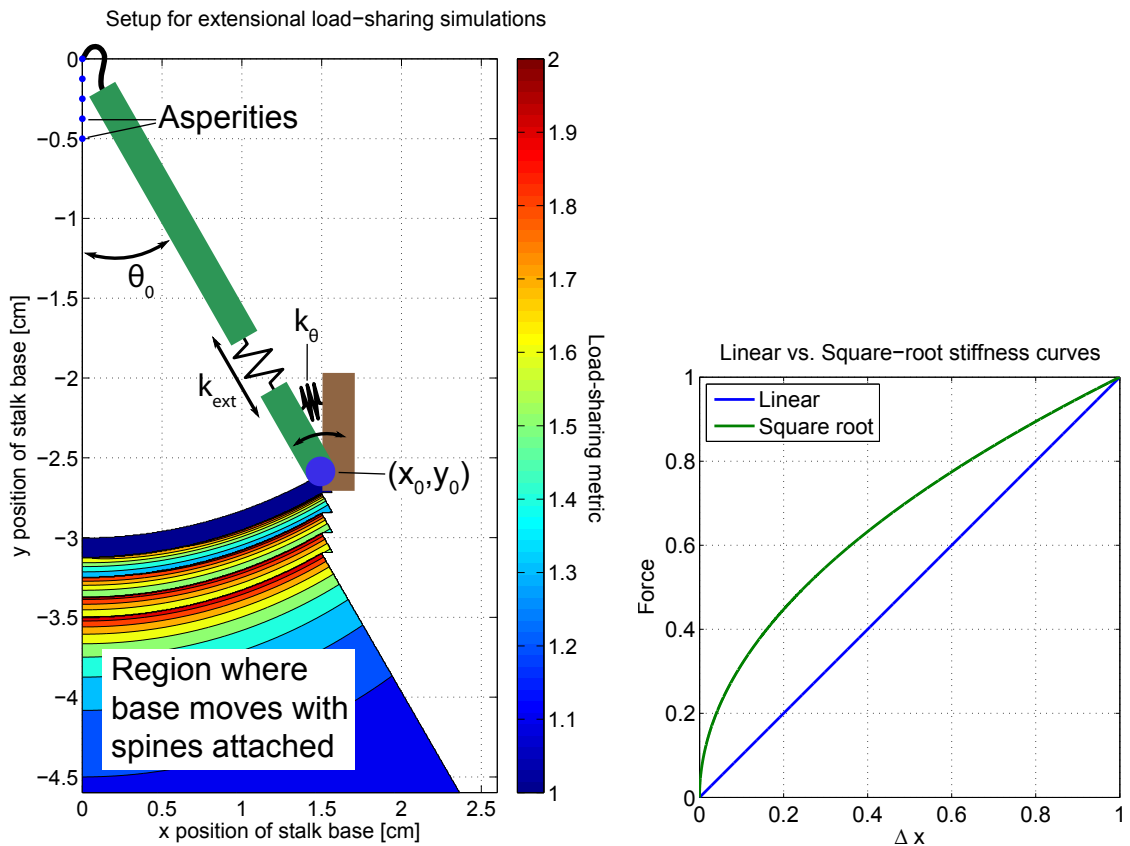 Setup for extensional load−sharing simulations
0
−0.5
−1
−1.5
−2
−2.5
−3
−3.5
−4
−4.5
y position of stalk base [cm]
Asperities
θ0
kθ
kext
(x0,y0)
Region where
base moves with
spines attached
0
0.5
1
1.5
2
2.5
x position of stalk base [cm]
2
1.9
1.8
1.7
1.6
1.5
1.4
1.3
1.2
1.1
1
Load−sharing metric
Linear vs. Square−root stiffness curves
Linear
Square root
1
0.8
0.6
0.4
0.2
0
Force
0
0.2
0.4
0.6
0.8
1
Δ x